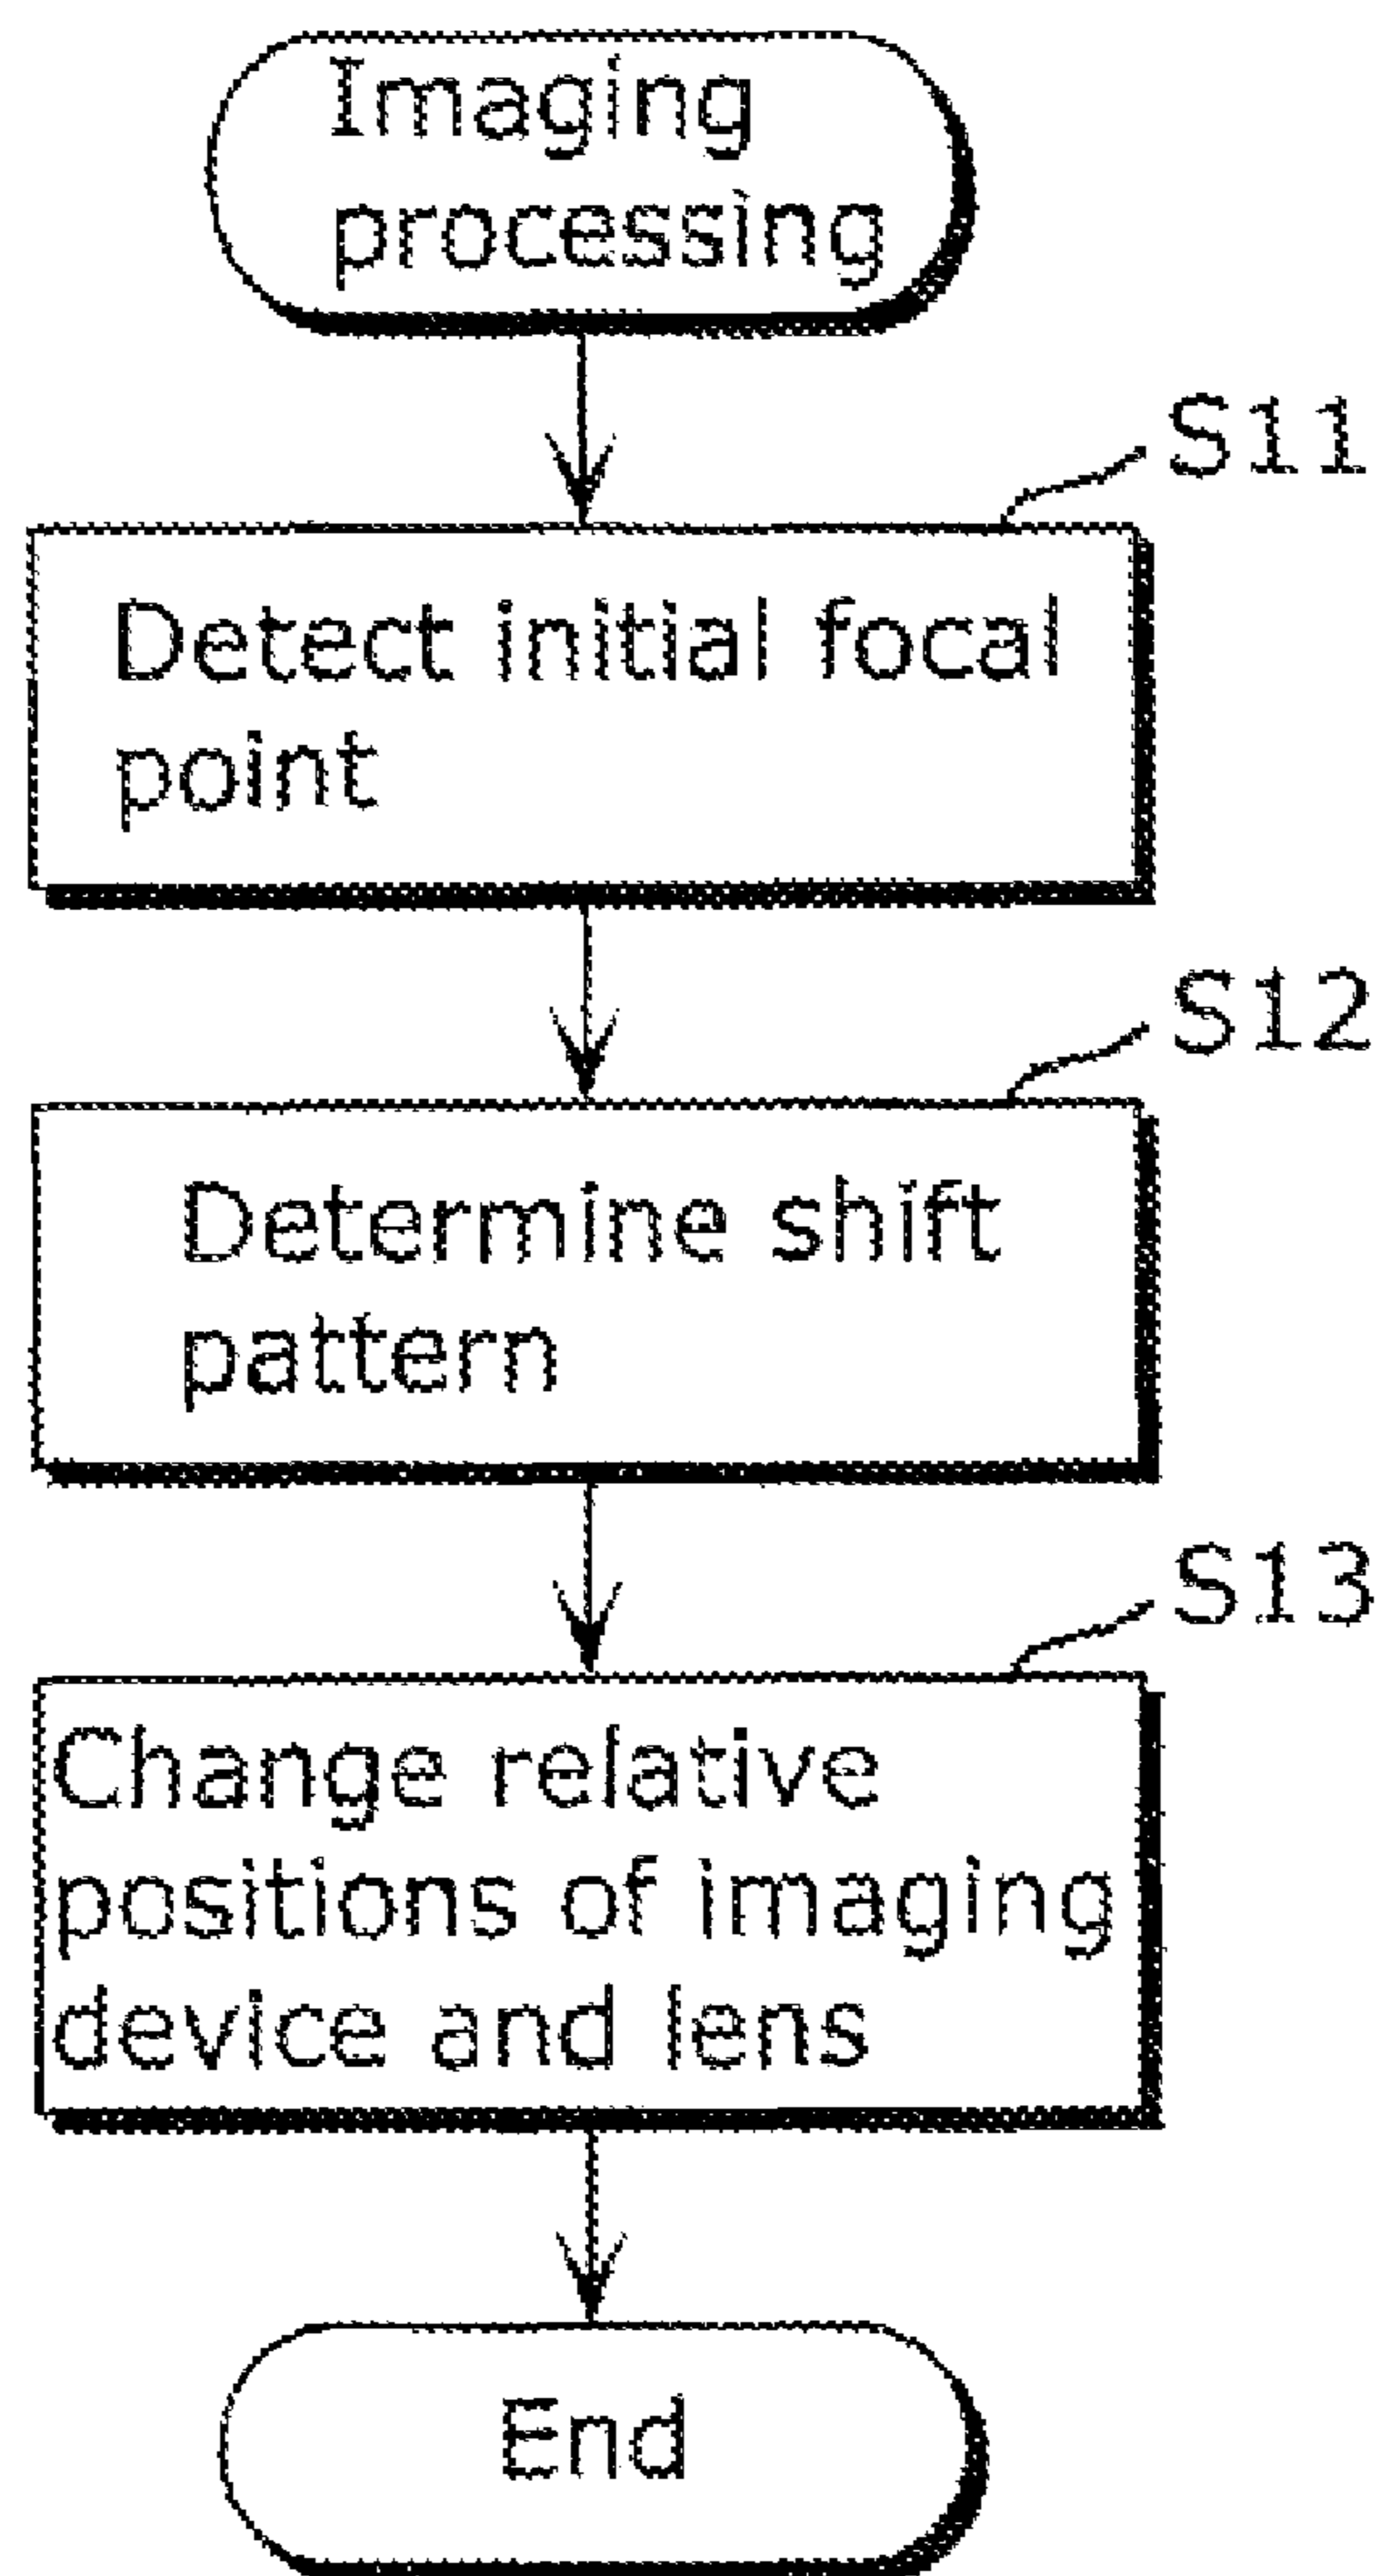 Imaging
processing
S11
Detect initial focal
point
S12
Determine shift
pattern
S13
Change relative
positions of imaging
device and lens
End